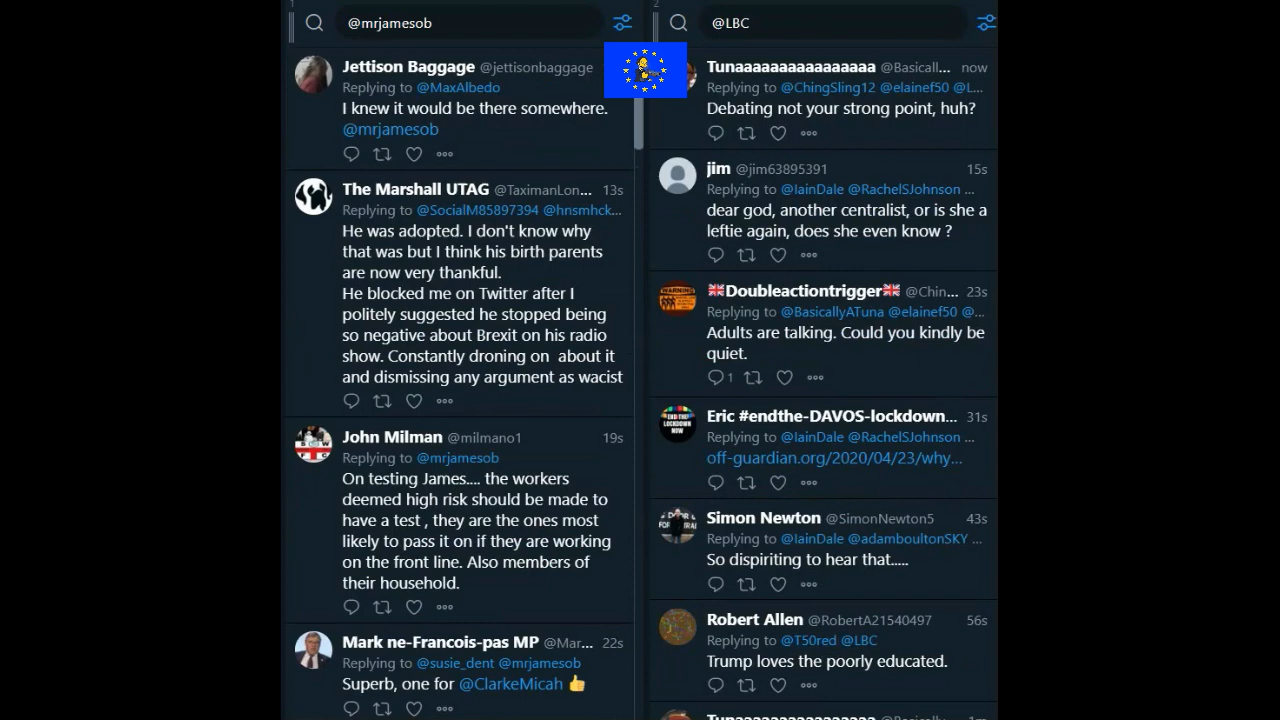 1
@mrjamesob
Jettison Baggage @jettisonbaggage
Replying to @MaxAlbedo
I knew it would be there somewhere.
@mrjamesob
The Marshall UTAG @TaximanLon... 13s
Replying to @SocialM85897394 @hnsmhck...
He was adopted. I don't know why
that was but I think his birth parents
are now very thankful.
He blocked me on Twitter after I
politely suggested he stopped being
so negative about Brexit on his radio
show. Constantly droning on about it
and dismissing any argument as wacist
John Milman @milmano1 19s
Replying to @mrjamesob
On testing James.... the workers
deemed high risk should be made to
have a test , they are the ones most
likely to pass it on if they are working
on the front line. Also members of
their household.
Mark ne-Francois-pas MP @Mar... 22s
Replying to @susie_dent @mrjamesob
Superb, one for @ClarkeMicah 👍
2
@LBC
Tunaaaaaaaaaaaaaaaa @Basicall... now
Replying to @ChingSling12 @elainef50 @L...
Debating not your strong point, huh?
jim @jim63895391 15s
Replying to @IainDale @RachelSJohnson ...
dear god, another centralist, or is she a
leftie again, does she even know ?
🇬🇧Doubleactiontrigger🇬🇧 @Chin... 23s
Replying to @BasicallyATuna @elainef50 @...
Adults are talking. Could you kindly be
quiet.
1
WARNING
Eric #endthe-DAVOS-lockdown... 31s
Replying to @IainDale @RachelSJohnson ...
off-guardian.org/2020/04/23/why...
END THE
LOCKDOWN
NOW
Simon Newton @SimonNewton5 43s
Replying to @IainDale @adamboultonSKY ...
So dispiriting to hear that.....
Robert Allen @RobertA21540497 56s
Replying to @T50red @LBC
Trump loves the poorly educated.